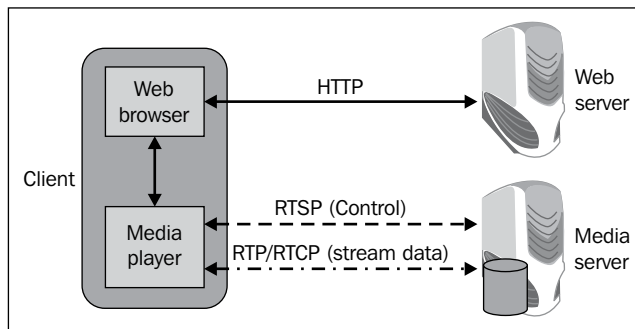 Web
browser
HTTP
Web
server
Client
Media
player
RTSP (Control)
RTP/RTCP (stream data)
Media
server